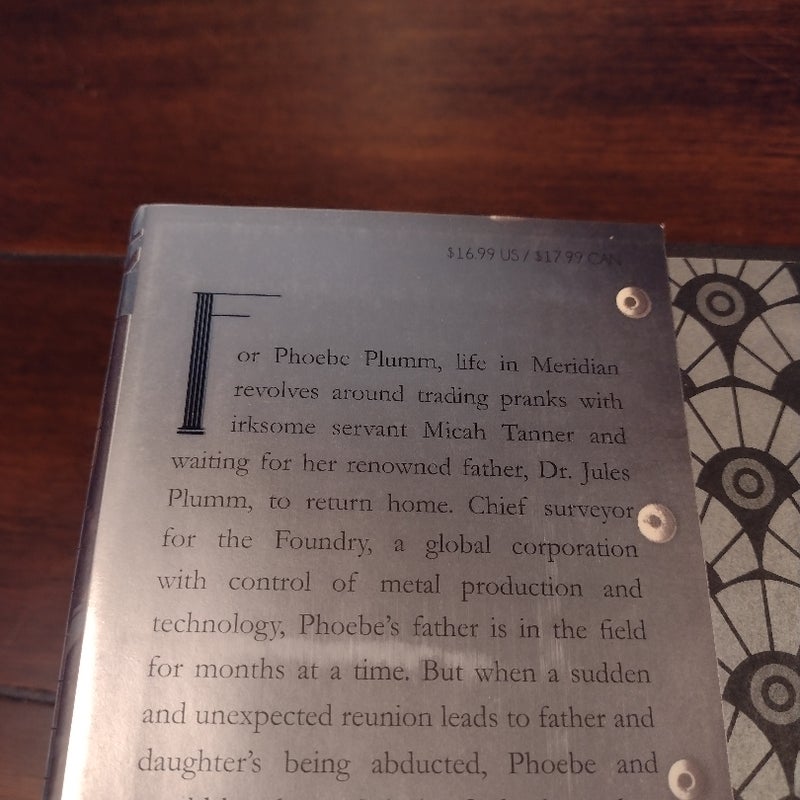 $16.99 US / $17.99 CAN
For Phoebe Plumm, life in Meridian
revolves around trading pranks with
irksome servant Micah Tanner and
waiting for her renowned father, Dr. Jules
Plumm, to return home. Chief surveyor
for the Foundry, a global corporation
with control of metal production and
technology, Phoebe's father is in the field
for months at a time. But when a sudden
and unexpected reunion leads to father and
daughter's being abducted, Phoebe and